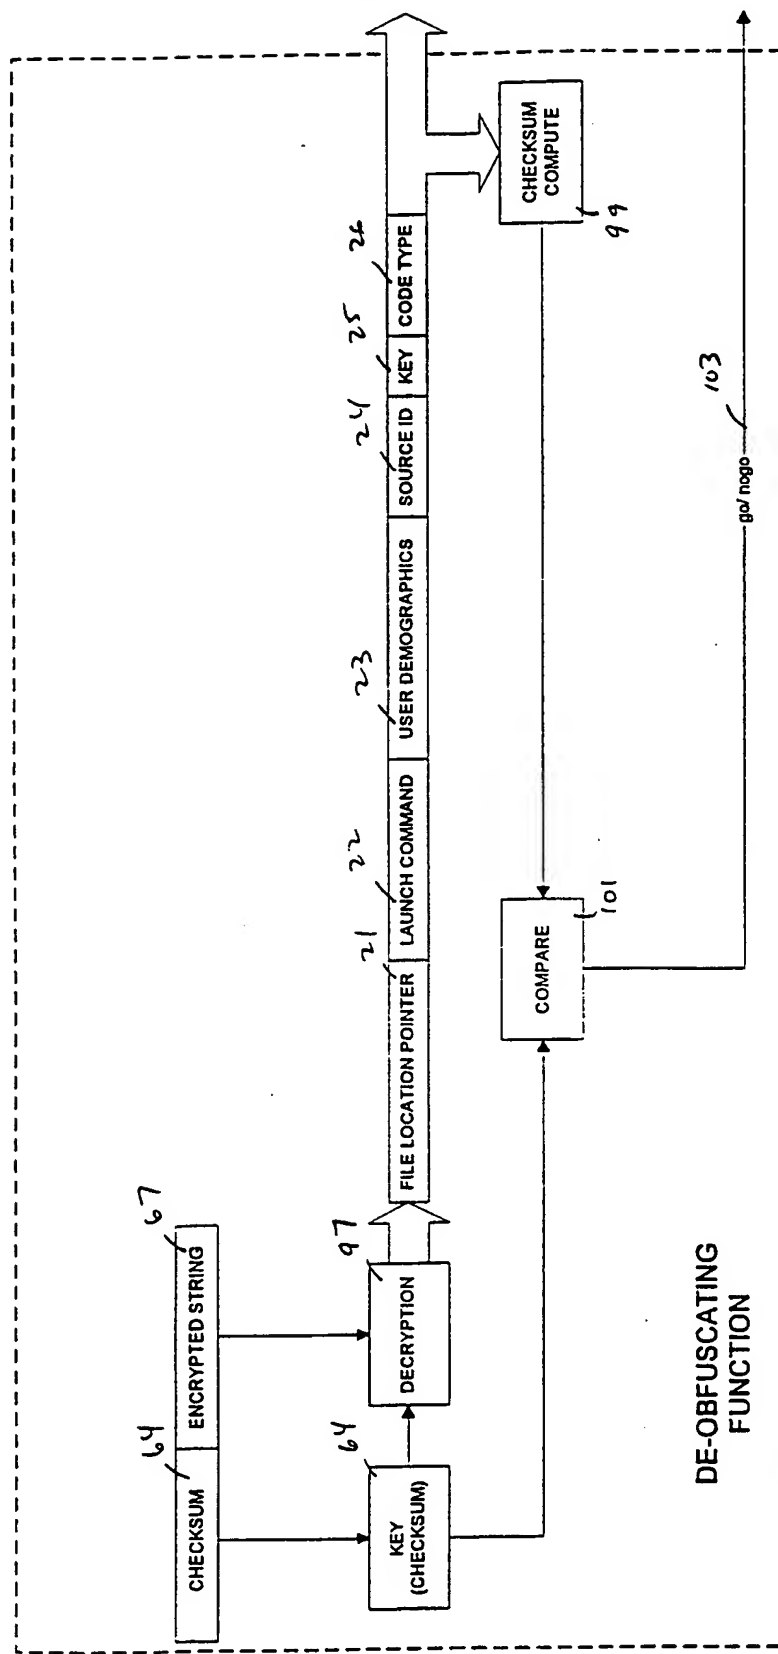 64
67
CHECKSUM
ENCRYPTED STRING
64
97
21
22
23
24
25
26
KEY
(CHECKSUM)
DECRYPTION
FILE LOCATION POINTER
LAUNCH COMMAND
USER DEMOGRAPHICS
SOURCE ID
KEY
CODE TYPE
COMPARE
101
CHECKSUM
COMPUTE
99
103
go/nogo
DE-OBFUSCATING
FUNCTION